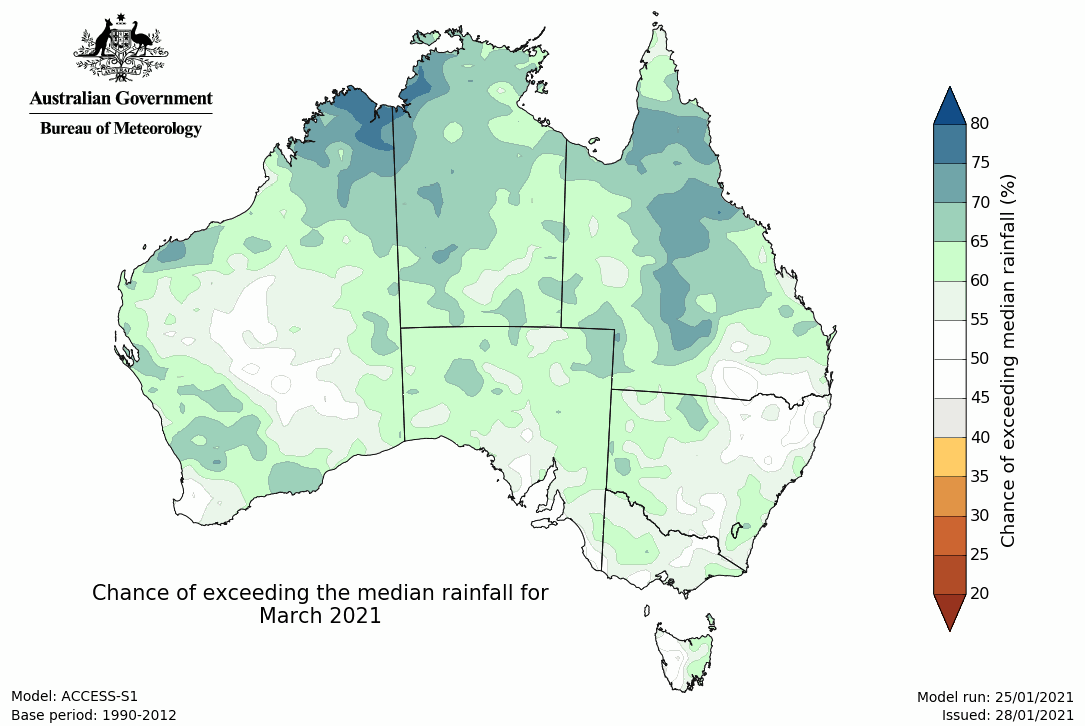 Australian Government
Bureau of Meteorology
80
75
70
65
60
55
50
45
40
35
30
25
20
Chance of exceeding median rainfall (%)
Chance of exceeding the median rainfall for
March 2021
Model: ACCESS-S1
Base period: 1990-2012
Model run: 25/01/2021
Issued: 28/01/2021